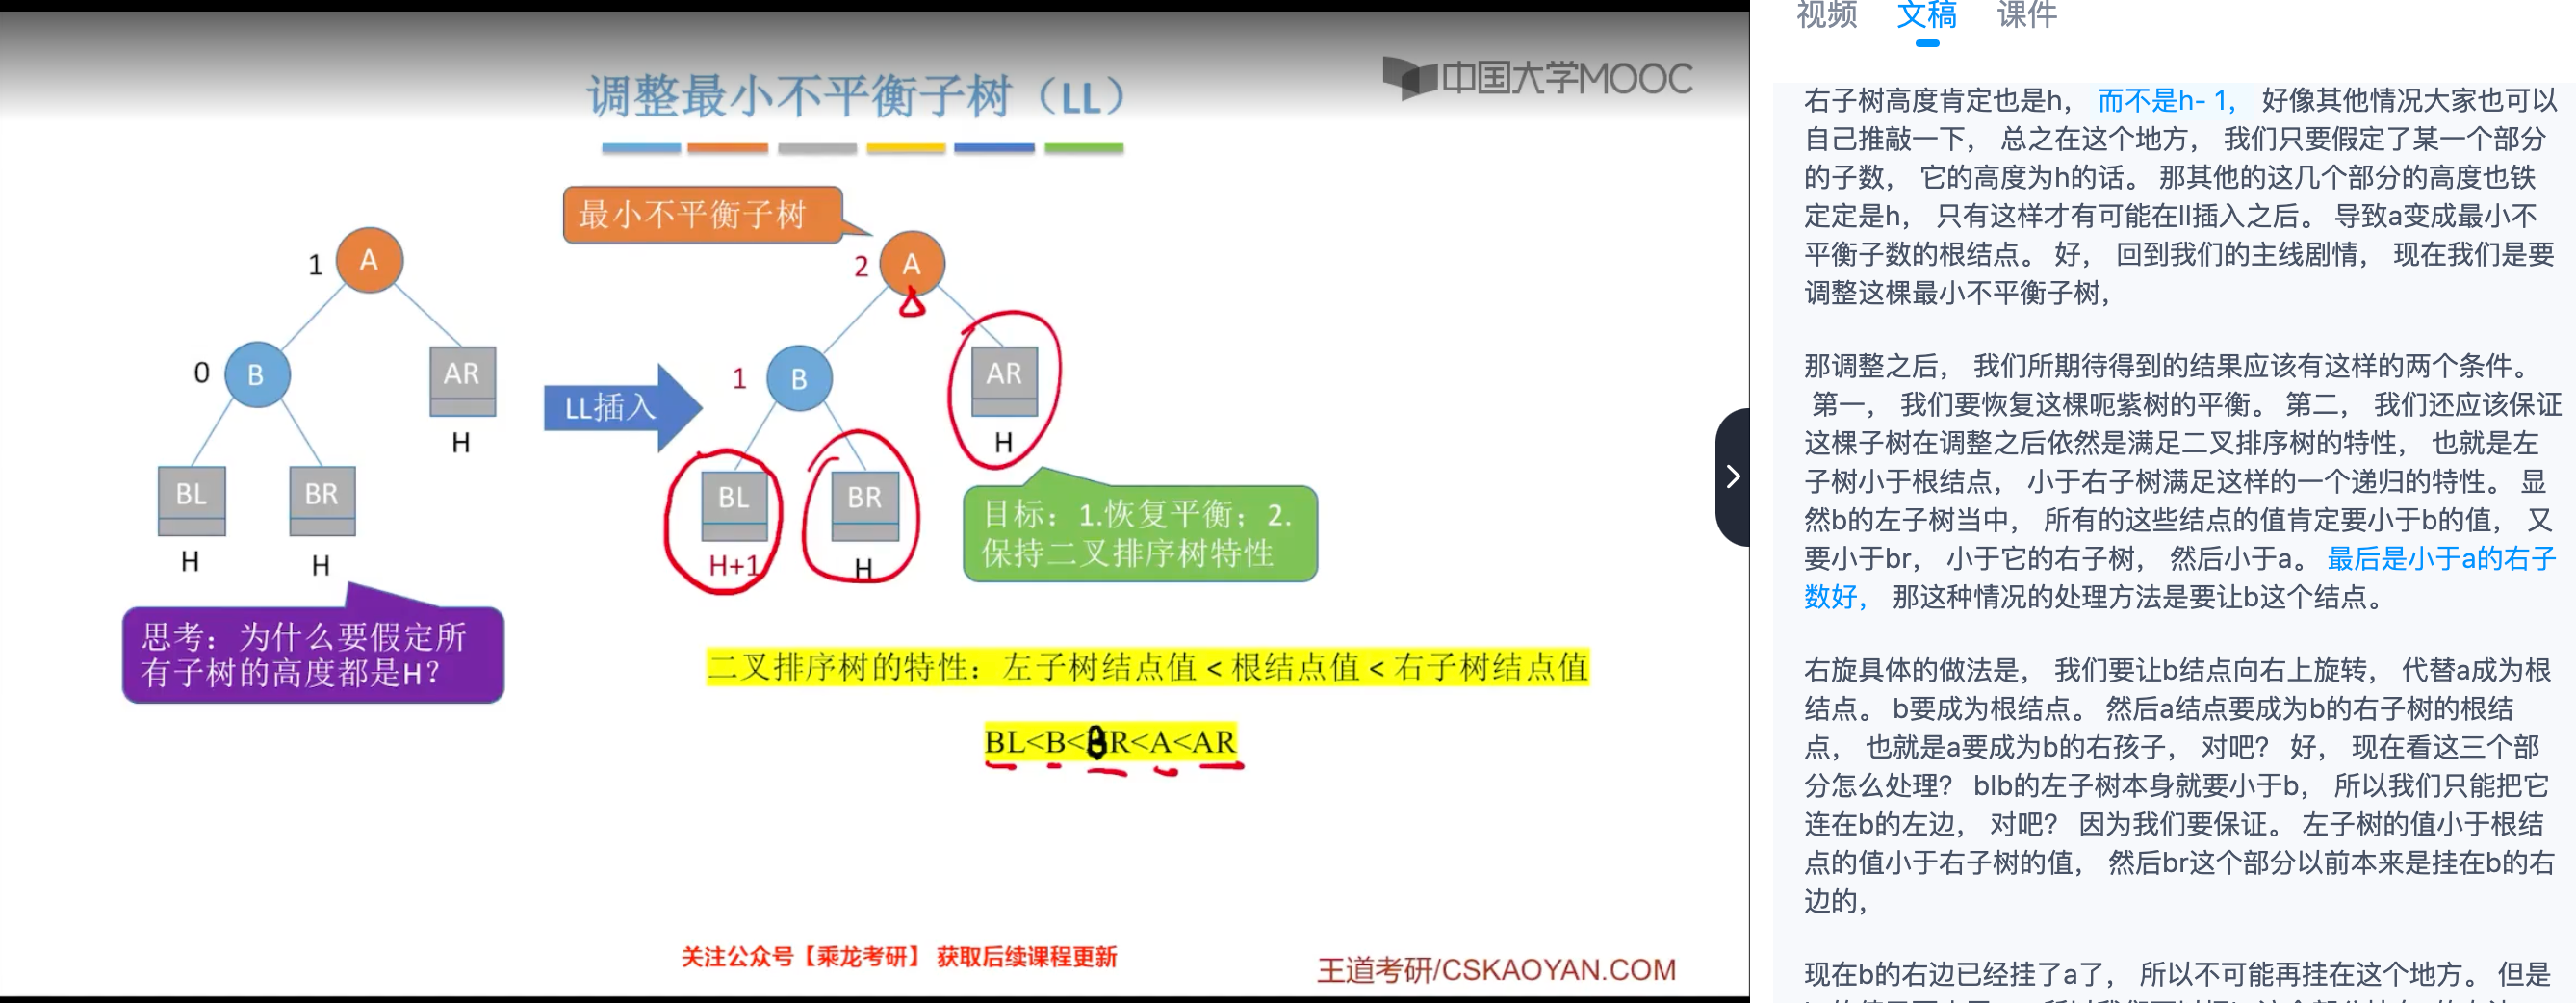 调整最小不平衡子树（LL）
中国大学MOOC
最小不平衡子树
1
A
0
B
AR
H
BL
BR
H
H
LL插入
2
A
1
B
AR
H
BL
BR
H+1
H
目标：1.恢复平衡；2.
保持二叉排序树特性
思考：为什么要假定所
有子树的高度都是H？
二叉排序树的特性：左子树结点值 < 根结点值 < 右子树结点值
BL<B<BR<A<AR
关注公众号【乘龙考研】 获取后续课程更新
王道考研/CSKAOYAN.COM
视频 文稿 课件
右子树高度肯定也是h， 而不是h- 1， 好像其他情况大家也可以
自己推敲一下， 总之在这个地方， 我们只要假定了某一个部分
的子数， 它的高度为h的话。 那其他的这几个部分的高度也铁
定定是h， 只有这样才有可能在ll插入之后。 导致a变成最小不
平衡子数的根结点。 好， 回到我们的主线剧情， 现在我们是要
调整这棵最小不平衡子树，
那调整之后， 我们所期待得到的结果应该有这样的两个条件。
第一， 我们要恢复这棵呃紫树的平衡。 第二， 我们还应该保证
这棵子树在调整之后依然是满足二叉排序树的特性， 也就是左
子树小于根结点， 小于右子树满足这样的一个递归的特性。 显
然b的左子树当中， 所有的这些结点的值肯定要小于b的值， 又
要小于br， 小于它的右子树， 然后小于a。 最后是小于a的右子
数好， 那这种情况的处理方法是要让b这个结点。
右旋具体的做法是， 我们要让b结点向右上旋转， 代替a成为根
结点。 b要成为根结点。 然后a结点要成为b的右子树的根结
点， 也就是a要成为b的右孩子， 对吧？ 好， 现在看这三个部
分怎么处理？ blb的左子树本身就要小于b， 所以我们只能把它
连在b的左边， 对吧？ 因为我们要保证。 左子树的值小于根结
点的值小于右子树的值， 然后br这个部分以前本来是挂在b的右
边的，
现在b的右边已经挂了a了， 所以不可能再挂在这个地方。 但是